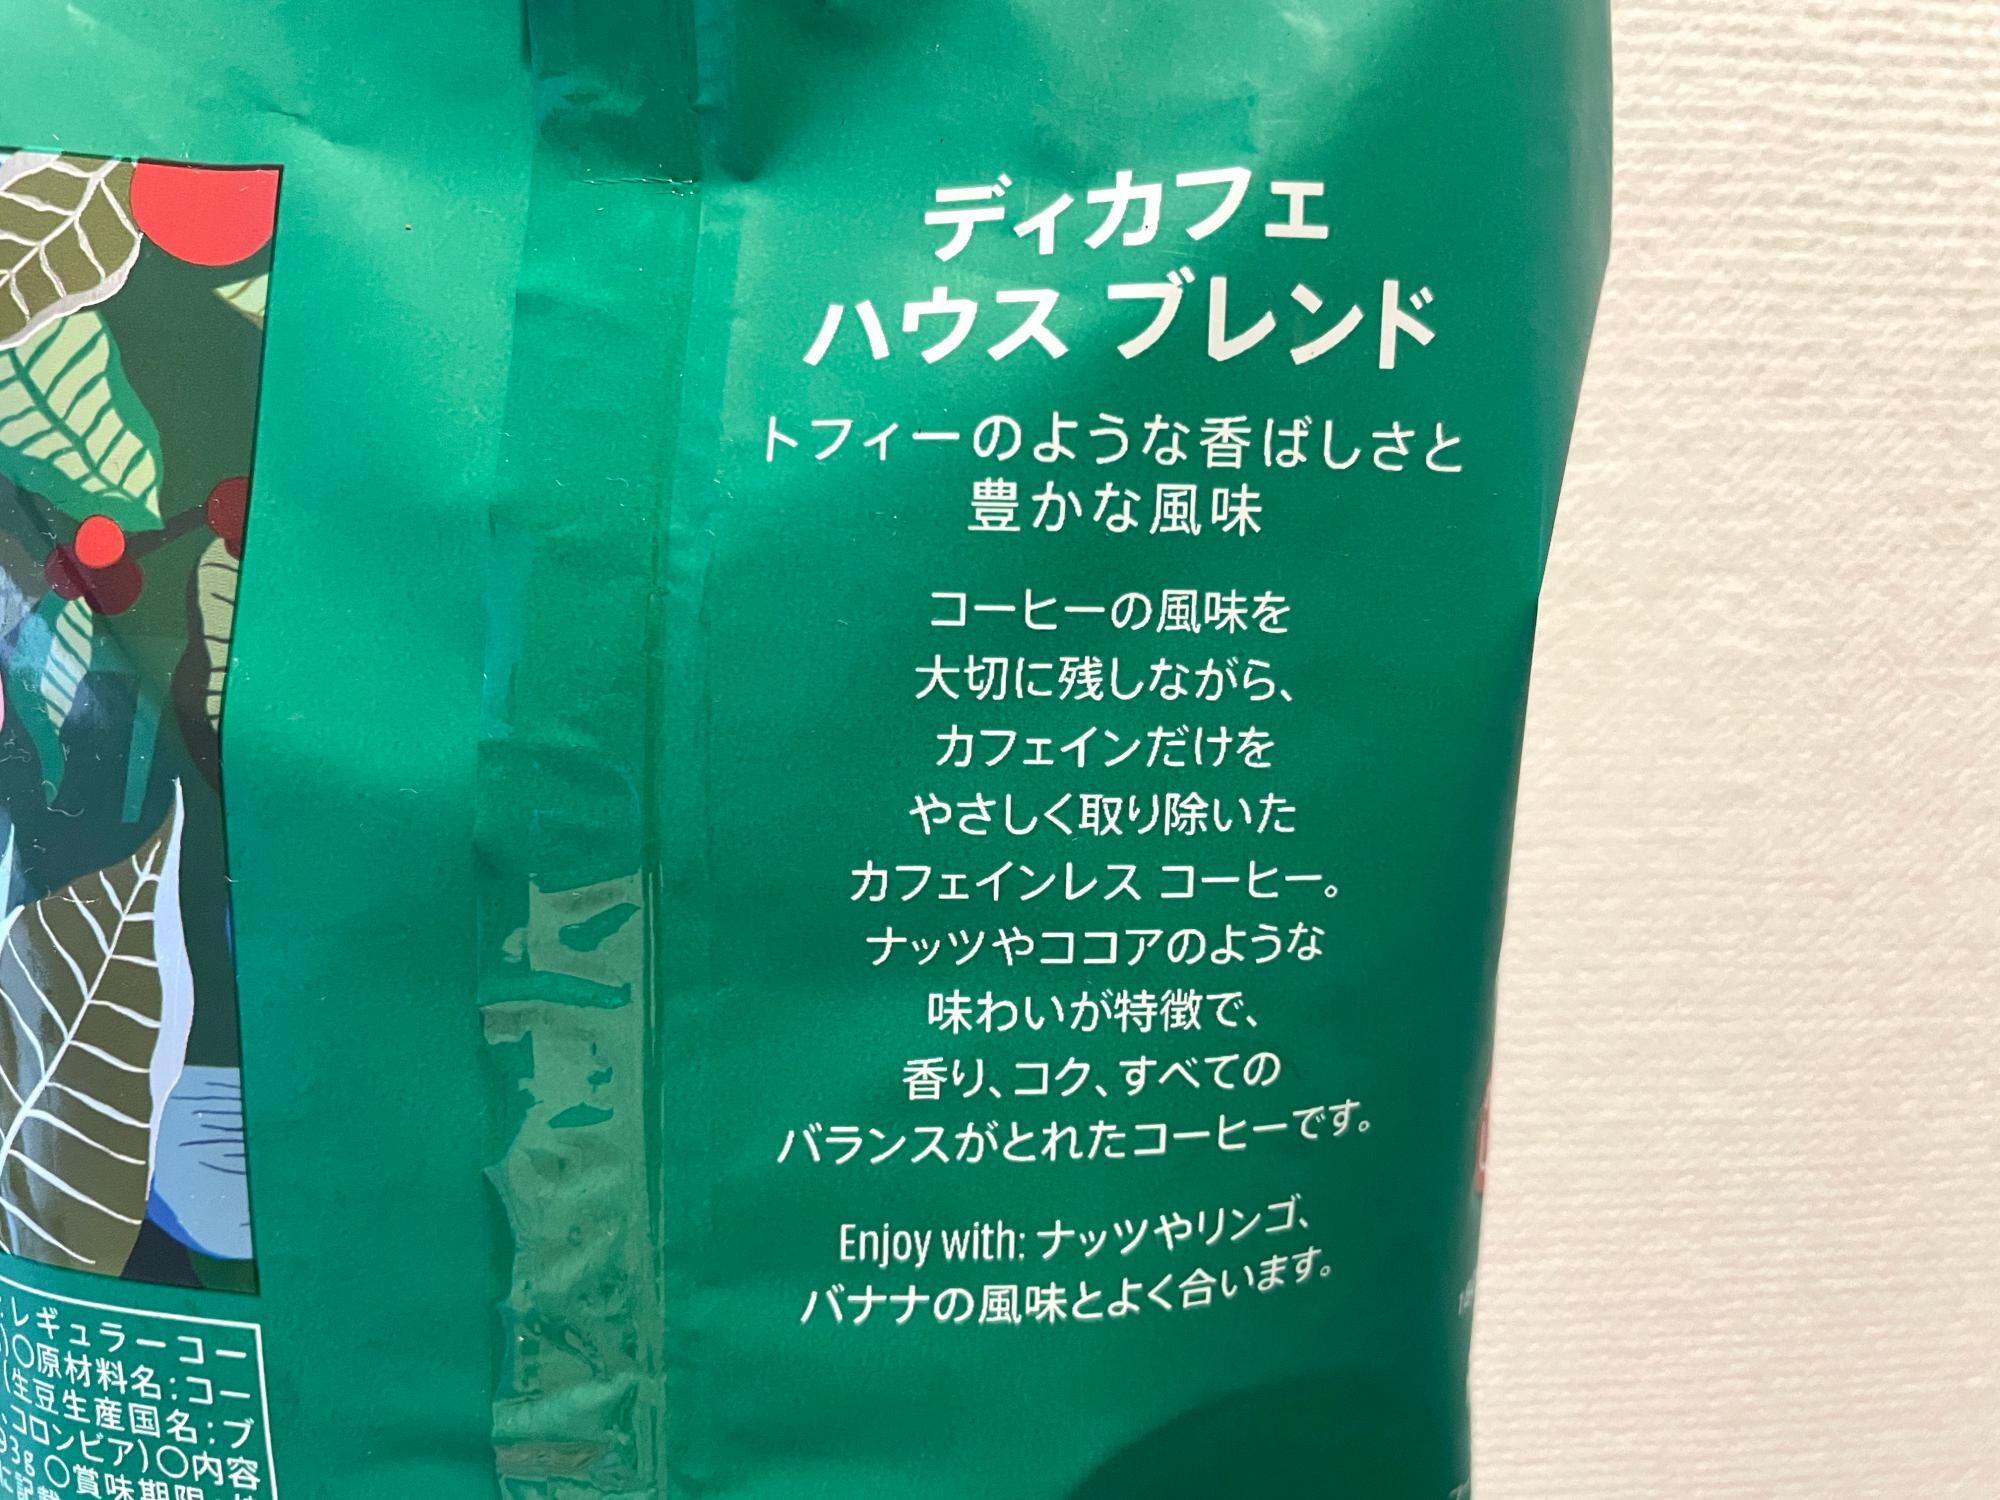 ディカフェ
ハウス ブレンド
トフィーのような香ばしさと
豊かな風味
コーヒーの風味を
大切に残しながら、
カフェインだけを
やさしく取り除いた
カフェインレス コーヒー。
ナッツやココアのような
味わいが特徴で、
香り、コク、すべての
バランスがとれたコーヒーです。
Enjoy with: ナッツやリンゴ、
バナナの風味とよく合います。
:レギュラーコー
)〇原材料名:コー
(生豆生産国名:ブ
、コロンビア)〇内容
93g 〇賞味期限
に記載